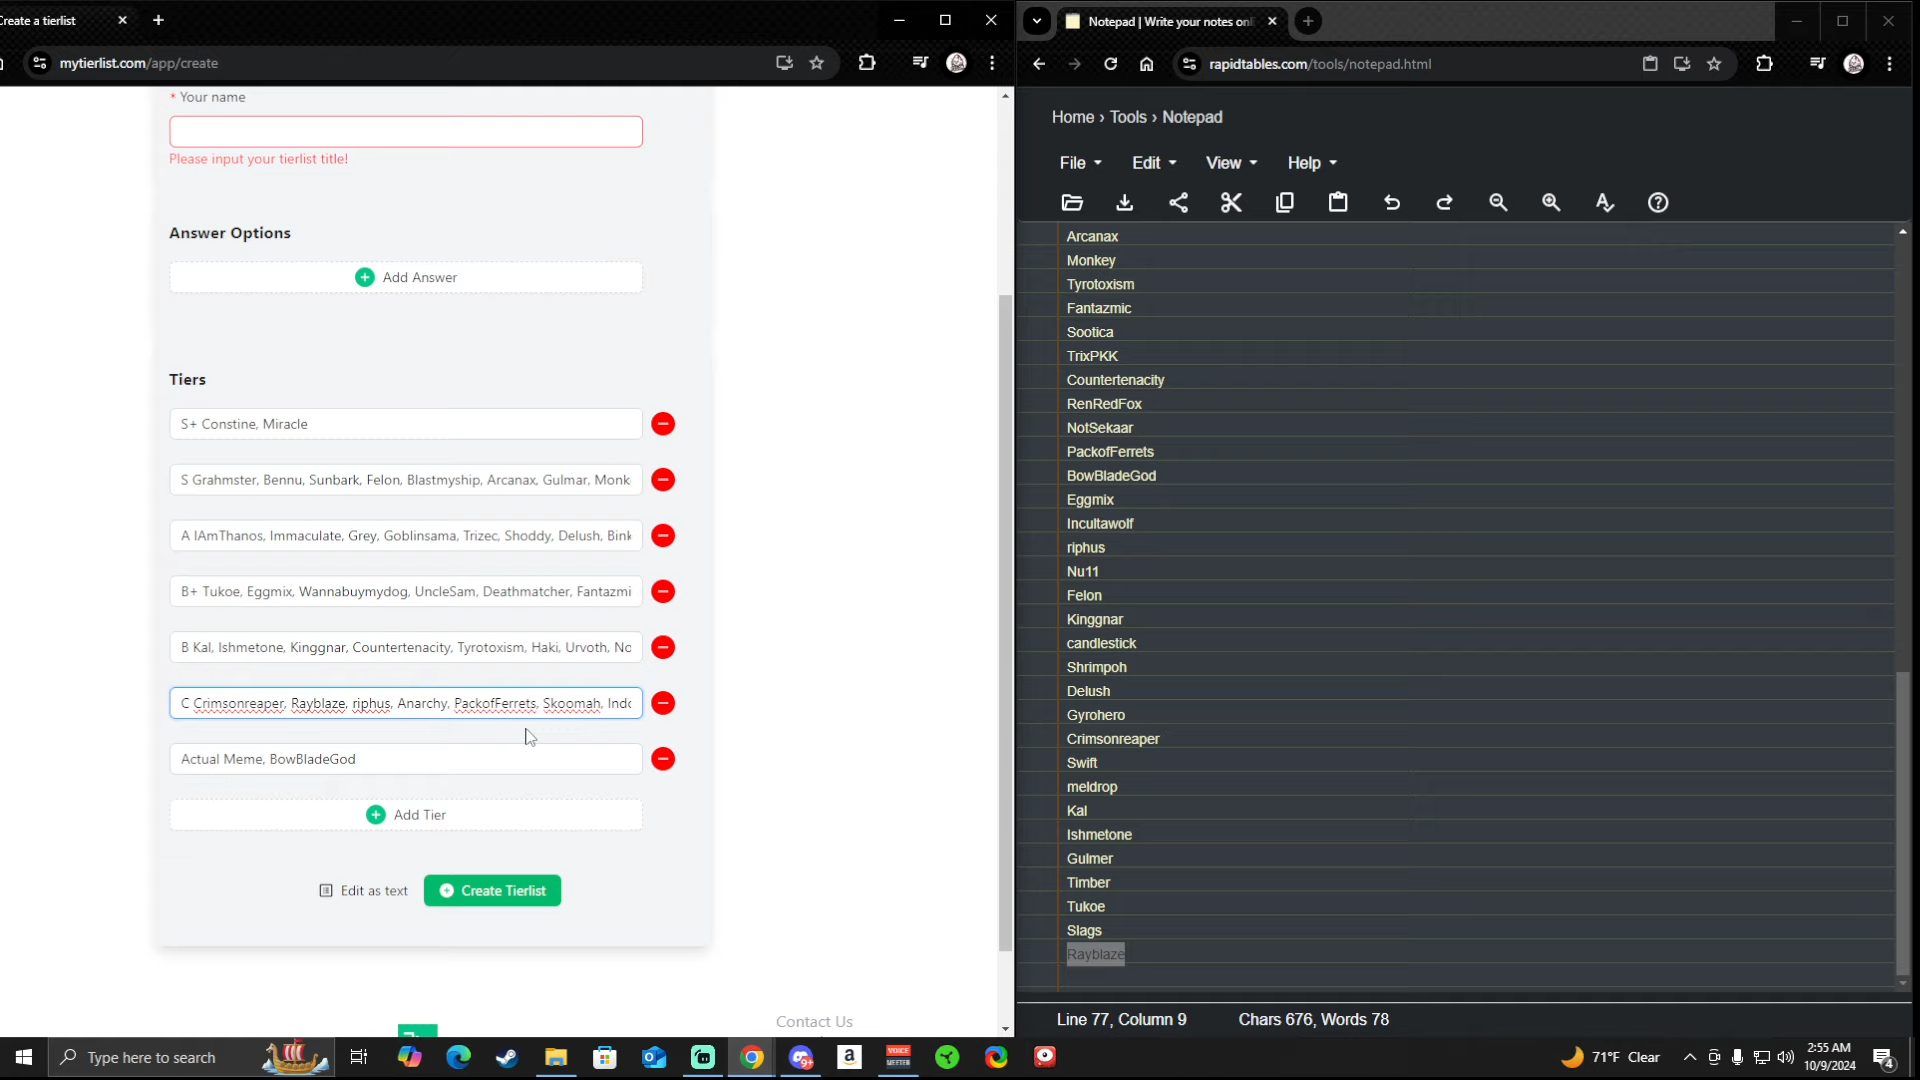 Create a tierlist
mytierlist.com/app/create
* Your name
Please input your tierlist title!
Answer Options
Add Answer
Tiers
S+ Constine, Miracle
S Grahmster, Bennu, Sunbark, Felon, Blastmyship, Arcanax, Gulmar, Monk
A IAmThanos, Immaculate, Grey, Goblinsama, Trizec, Shoddy, Delush, Bink
B+ Tukoe, Eggmix, Wannabuymydog, UncleSam, Deathmatcher, Fantazmi
B Kal, Ishmetone, Kinggnar, Countertenacity, Tyrotoxism, Haki, Urvoth, No
C Crimsonreaper, Rayblaze, riphus, Anarchy, PackofFerrets, Skoomah, Indo
Actual Meme, BowBladeGod
Add Tier
Edit as text
Create Tierlist
Contact Us
Notepad | Write your notes onl
rapidtables.com/tools/notepad.html
Home › Tools › Notepad
File Edit View Help
Arcanax
Monkey
Tyrotoxism
Fantazmic
Sootica
TrixPKK
Countertenacity
RenRedFox
NotSekaar
PackofFerrets
BowBladeGod
Eggmix
Incultawolf
riphus
Nu11
Felon
Kinggnar
candlestick
Shrimpoh
Delush
Gyrohero
Crimsonreaper
Swift
meldrop
Kal
Ishmetone
Gulmer
Timber
Tukoe
Slags
Rayblaze
Line 77, Column 9 Chars 676, Words 78
Type here to search
9+
a
VOICE
MEETER
71°F Clear
2:55 AM
10/9/2024
4